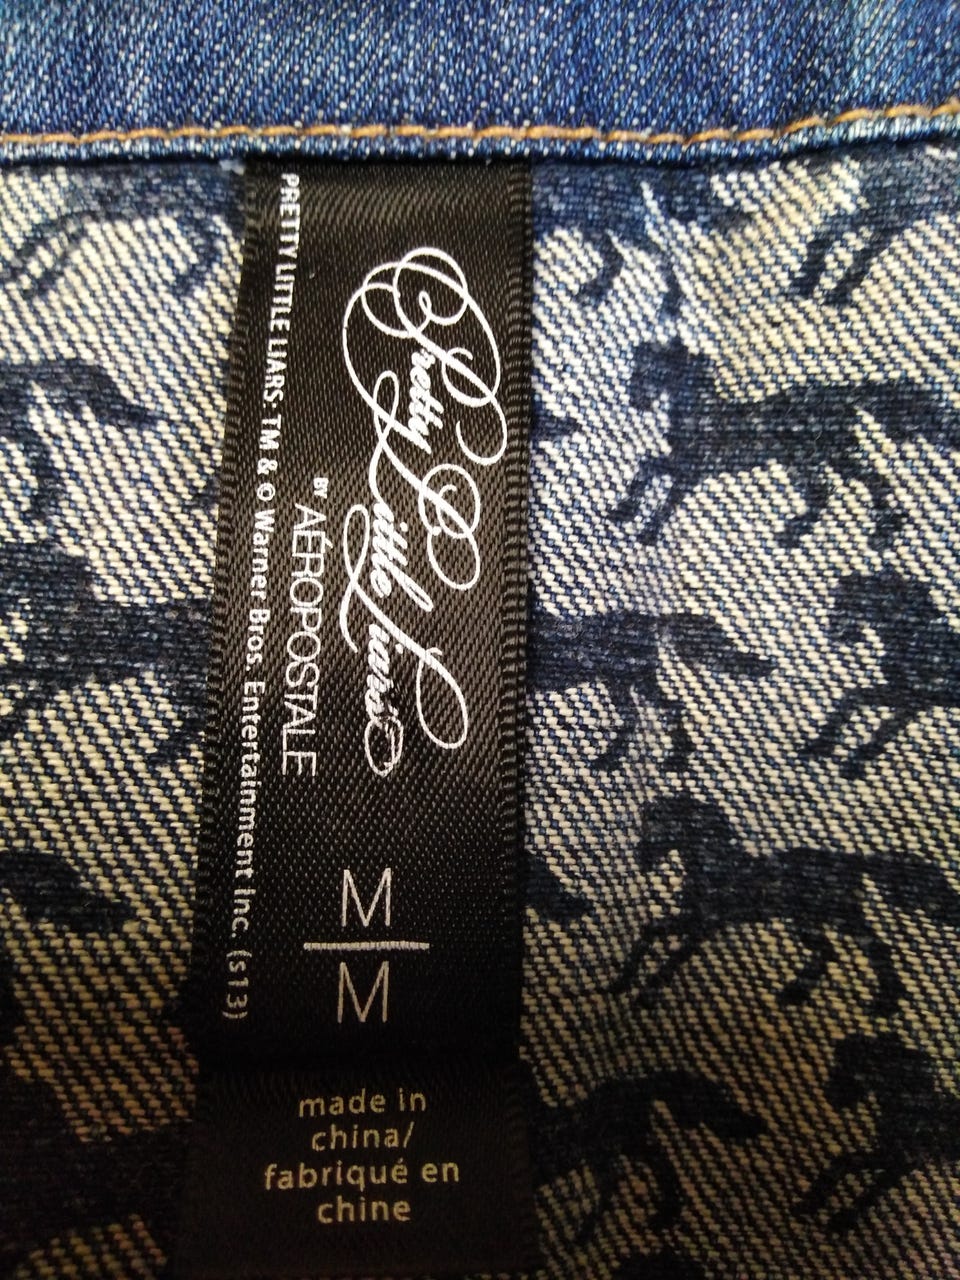 Pretty Little Liars
BY AÉROPOSTALE
PRETTY LITTLE LIARS: TM & © Warner Bros. Entertainment Inc. (s13)
M
M
made in
china/
fabriqué en
chine